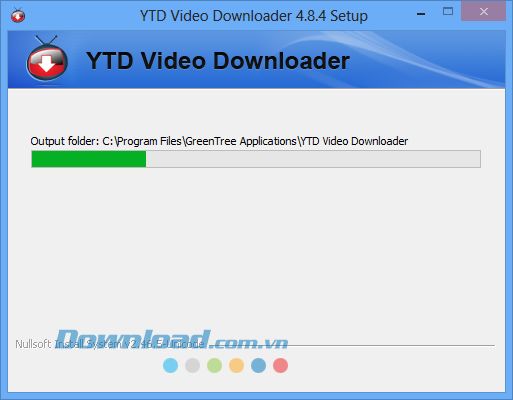 YTD Video Downloader 4.8.4 Setup
YTD Video Downloader
Output folder: C:\Program Files\GreenTree Applications\YTD Video Downloader
Nullsoft Install System v2.46.5-Unicode
Download.com.vn